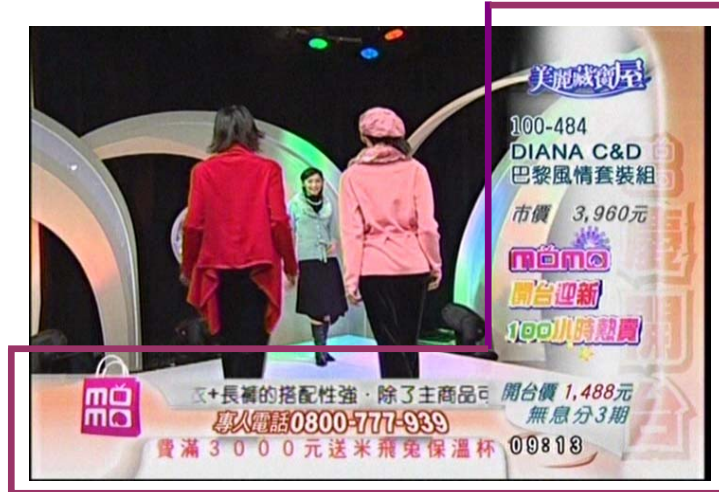 美麗藏寶屋
100-484
DIANA C&D
巴黎風情套裝組
市價 3,960元
momo
開台迎新
100小時熱賣
開台價 1,488元
無息分3期
09:13
momo
衣+長褲的搭配性強・除了主商品可
專人電話0800-777-939
費滿3000元送米飛兔保溫杯